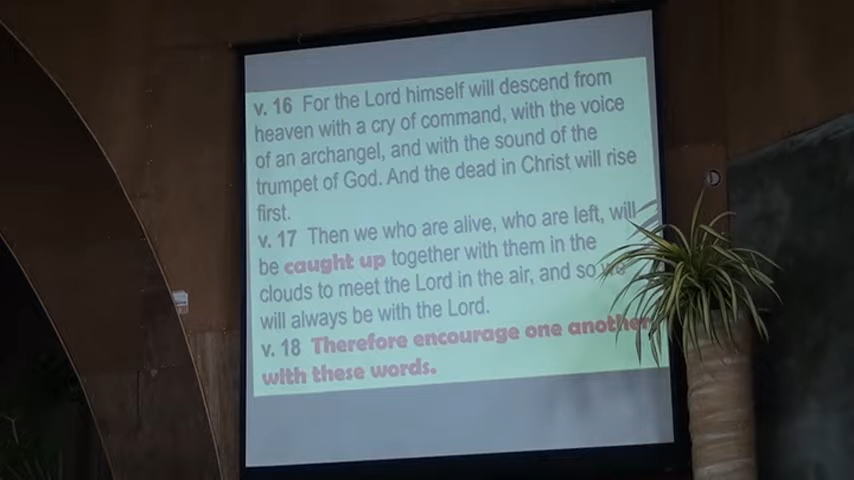 v. 16 For the Lord himself will descend from
heaven with a cry of command, with the voice
of an archangel, and with the sound of the
trumpet of God. And the dead in Christ will rise
first.
v. 17 Then we who are alive, who are left, will
be caught up together with them in the
clouds to meet the Lord in the air, and so we
will always be with the Lord.
v. 18 Therefore encourage one another
with these words.